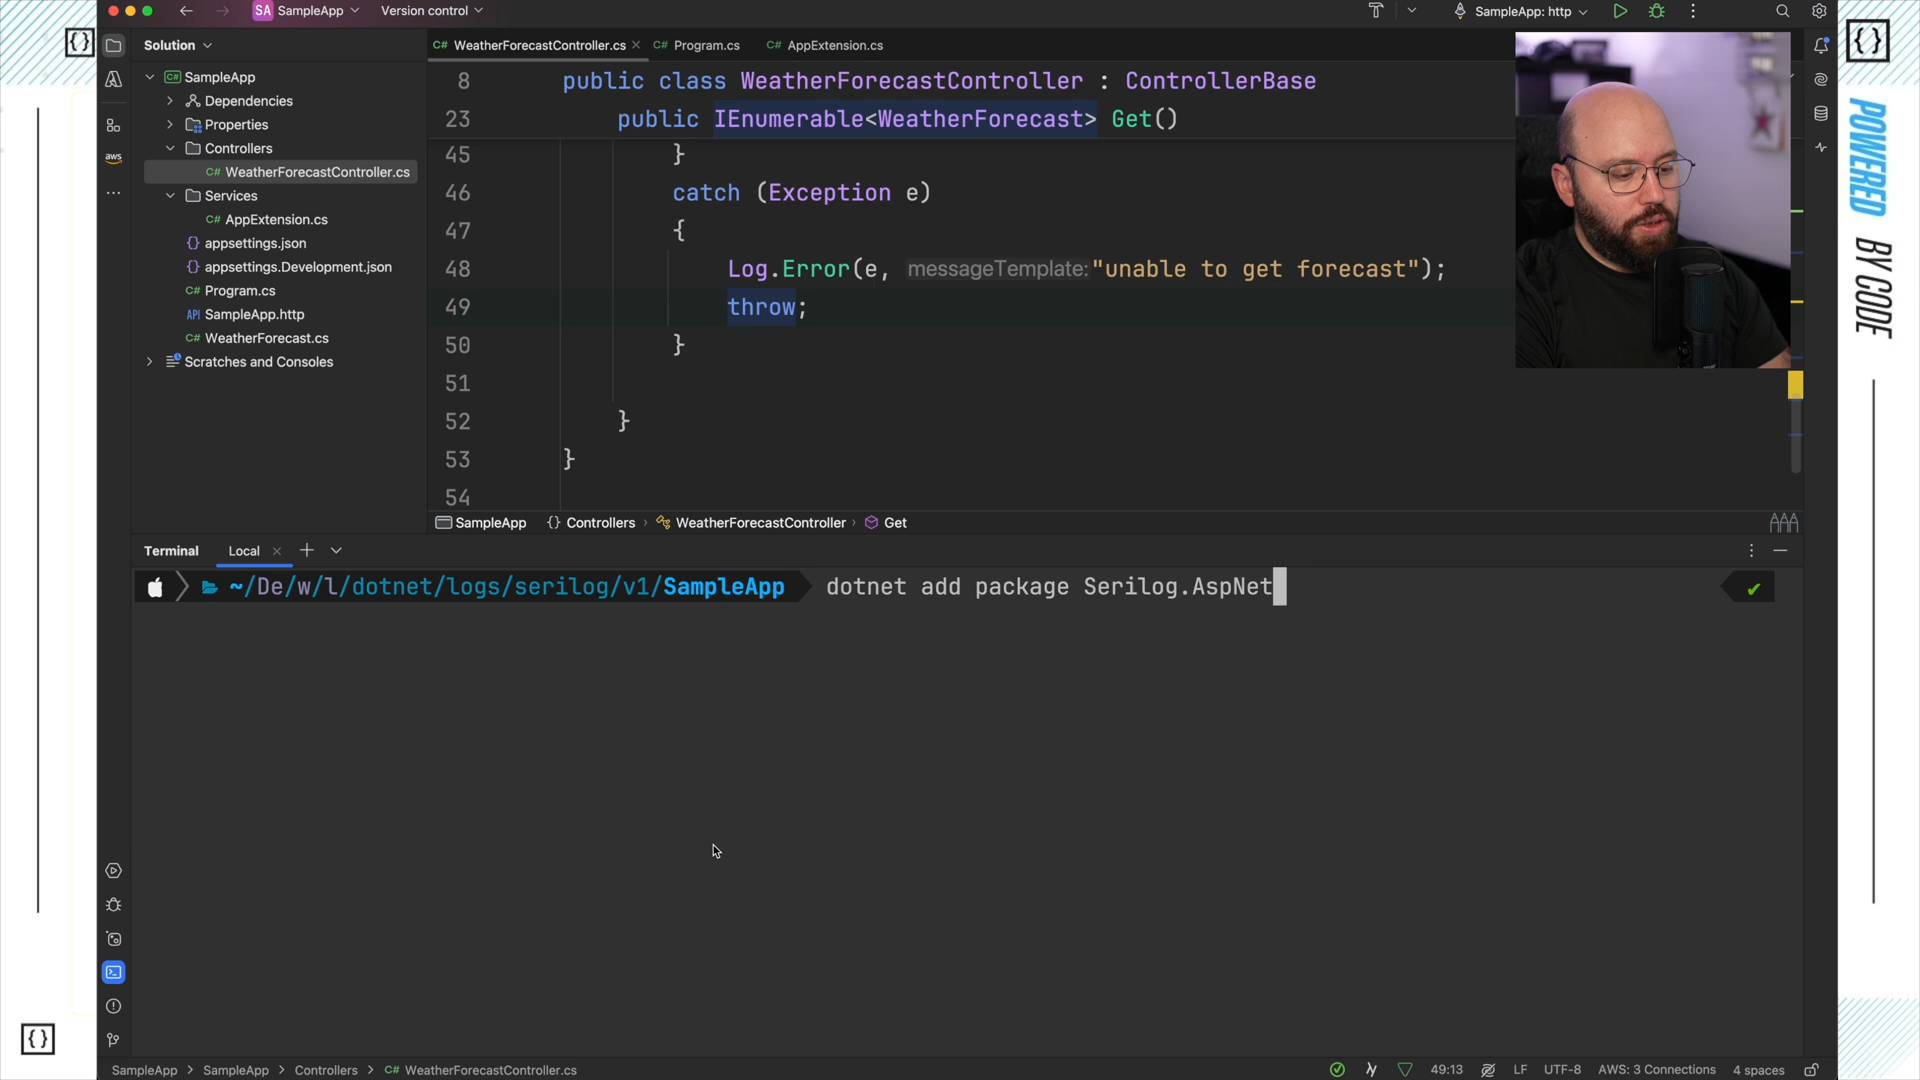 SA SampleApp
Version control
SampleApp: http
Solution
SampleApp
Dependencies
Properties
Controllers
C# WeatherForecastController.cs
Services
C# AppExtension.cs
{} appsettings.json
{} appsettings.Development.json
C# Program.cs
API SampleApp.http
C# WeatherForecast.cs
Scratches and Consoles
aws
C# WeatherForecastController.cs
C# Program.cs
C# AppExtension.cs
8 public class WeatherForecastController : ControllerBase
23 public IEnumerable<WeatherForecast> Get()
45 }
46 catch (Exception e)
47 {
48 Log.Error(e, messageTemplate:"unable to get forecast");
49 throw;
50 }
51
52 }
53 }
54
SampleApp {} Controllers WeatherForecastController Get
Terminal Local
~/De/w/l/dotnet/logs/serilog/v1/SampleApp dotnet add package Serilog.AspNet
SampleApp > SampleApp > Controllers > C# WeatherForecastController.cs
49:13 LF UTF-8 AWS: 3 Connections 4 spaces
POWERED BY CODE
{}
{}
{}